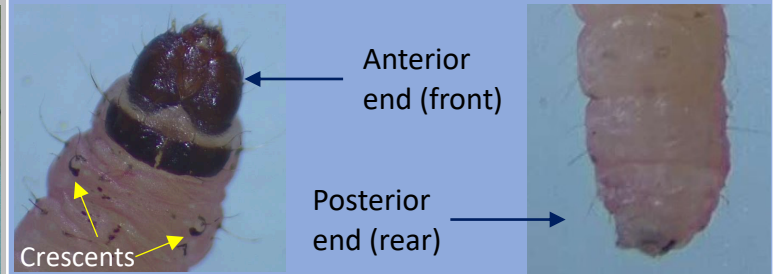 Anterior
end (front)
Posterior
end (rear)
Crescents